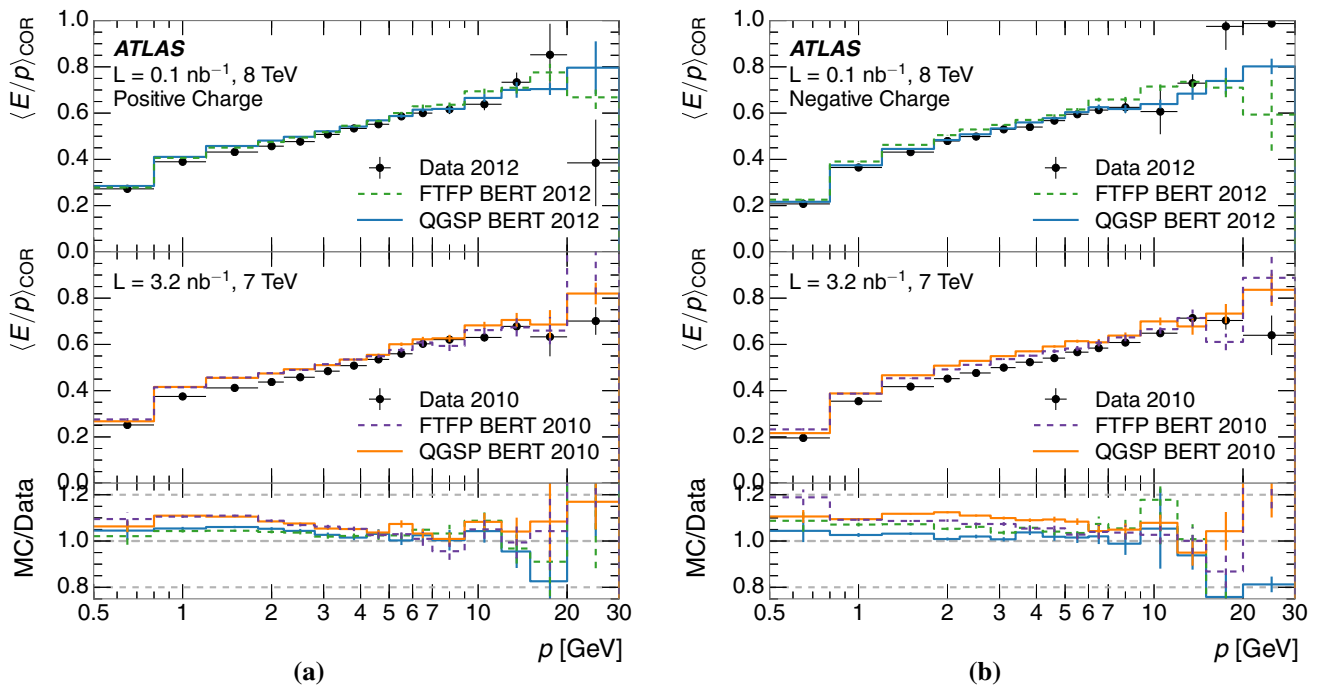 ⟨E/p⟩COR
1.0
0.8
0.6
0.4
0.2
0.0
ATLAS
L = 0.1 nb⁻¹, 8 TeV
Positive Charge
Data 2012
FTFP BERT 2012
QGSP BERT 2012
⟨E/p⟩COR
0.8
0.6
0.4
0.2
0.0
L = 3.2 nb⁻¹, 7 TeV
Data 2010
FTFP BERT 2010
QGSP BERT 2010
MC/Data
1.2
1.0
0.8
0.5 1 2 3 4 5 6 7 10 20 30
p [GeV]
(a)
⟨E/p⟩COR
1.0
0.8
0.6
0.4
0.2
0.0
ATLAS
L = 0.1 nb⁻¹, 8 TeV
Negative Charge
Data 2012
FTFP BERT 2012
QGSP BERT 2012
⟨E/p⟩COR
0.8
0.6
0.4
0.2
0.0
L = 3.2 nb⁻¹, 7 TeV
Data 2010
FTFP BERT 2010
QGSP BERT 2010
MC/Data
1.2
1.0
0.8
0.5 1 2 3 4 5 6 7 10 20 30
p [GeV]
(b)